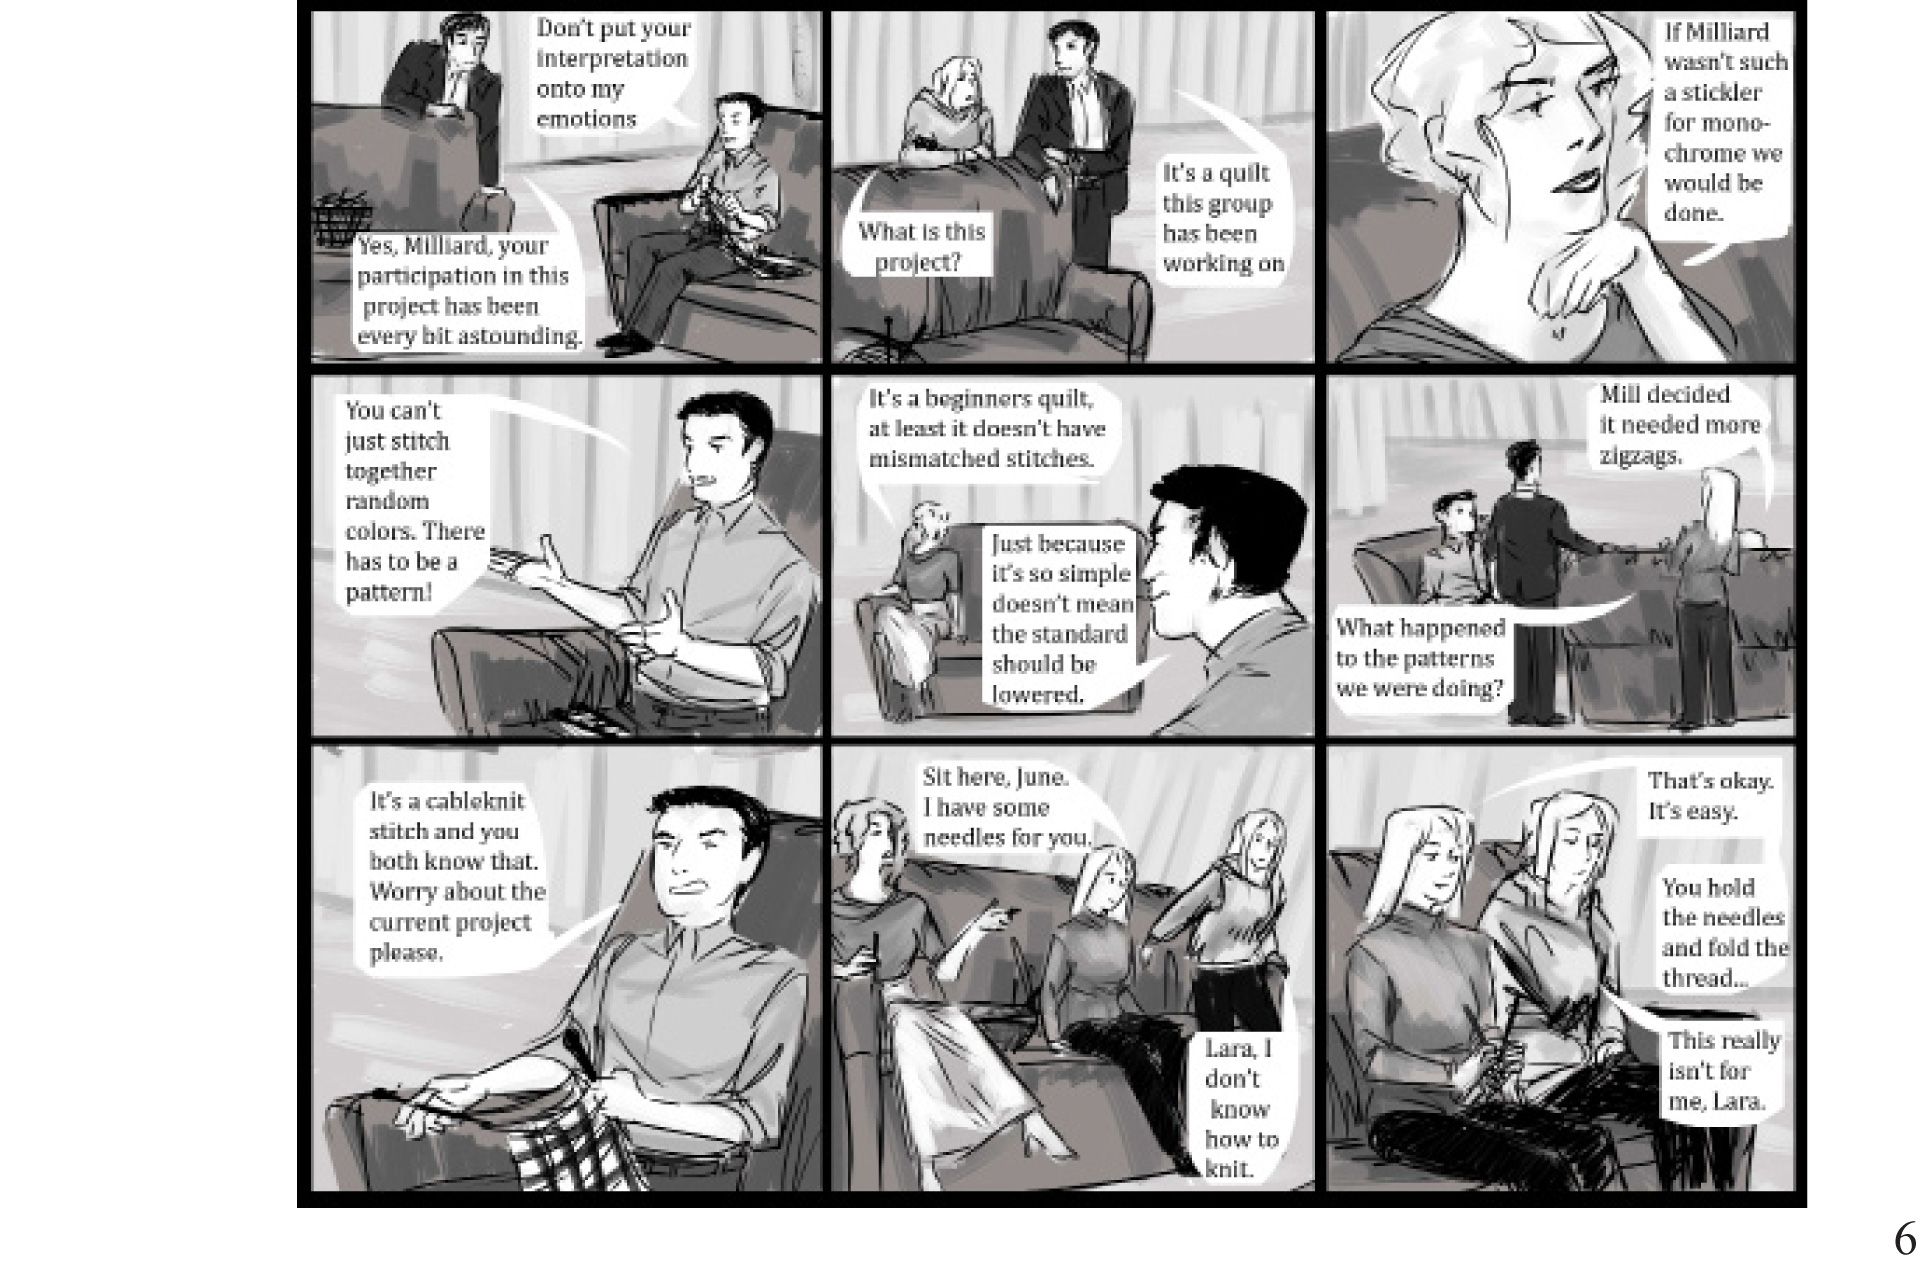 Don't put your
interpretation
onto my
emotions
Yes, Milliard, your
participation in this
project has been
every bit astounding.
What is this
project?
It's a quilt
this group
has been
working on
If Milliard
wasn't such
a stickler
for mono-
chrome we
would be
done.
You can't
just stitch
together
random
colors. There
has to be a
pattern!
It's a beginners quilt,
at least it doesn't have
mismatched stitches.
Just because
it's so simple
doesn't mean
the standard
should be
lowered.
Mill decided
it needed more
zigzags.
What happened
to the patterns
we were doing?
It's a cableknit
stitch and you
both know that.
Worry about the
current project
please.
Sit here, June.
I have some
needles for you.
Lara, I
don't
know
how to
knit.
That's okay.
It's easy.
You hold
the needles
and fold the
thread...
This really
isn't for
me, Lara.
6